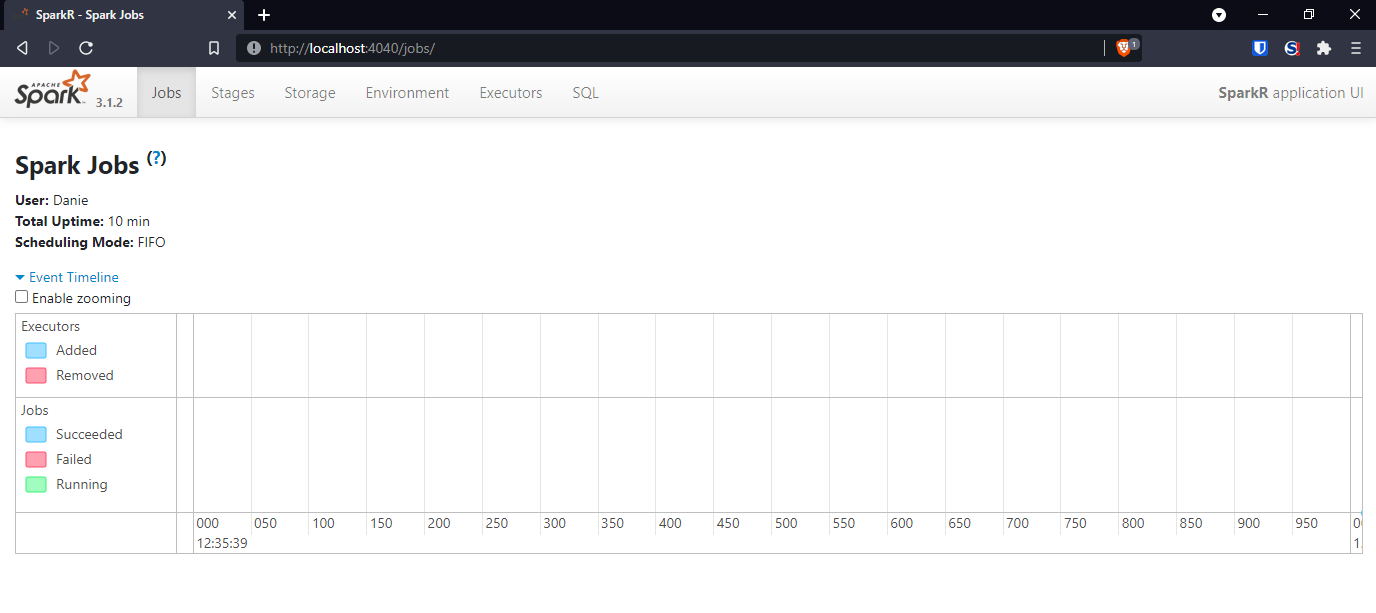 SparkR - Spark Jobs
http://localhost:4040/jobs/
1
APACHE
Spark 3.1.2
Jobs Stages Storage Environment Executors SQL SparkR application UI
Spark Jobs (?)
User: Danie
Total Uptime: 10 min
Scheduling Mode: FIFO
Event Timeline
Enable zooming
Executors
Added
Removed
Jobs
Succeeded
Failed
Running
000 050 100 150 200 250 300 350 400 450 500 550 600 650 700 750 800 850 900 950
12:35:39